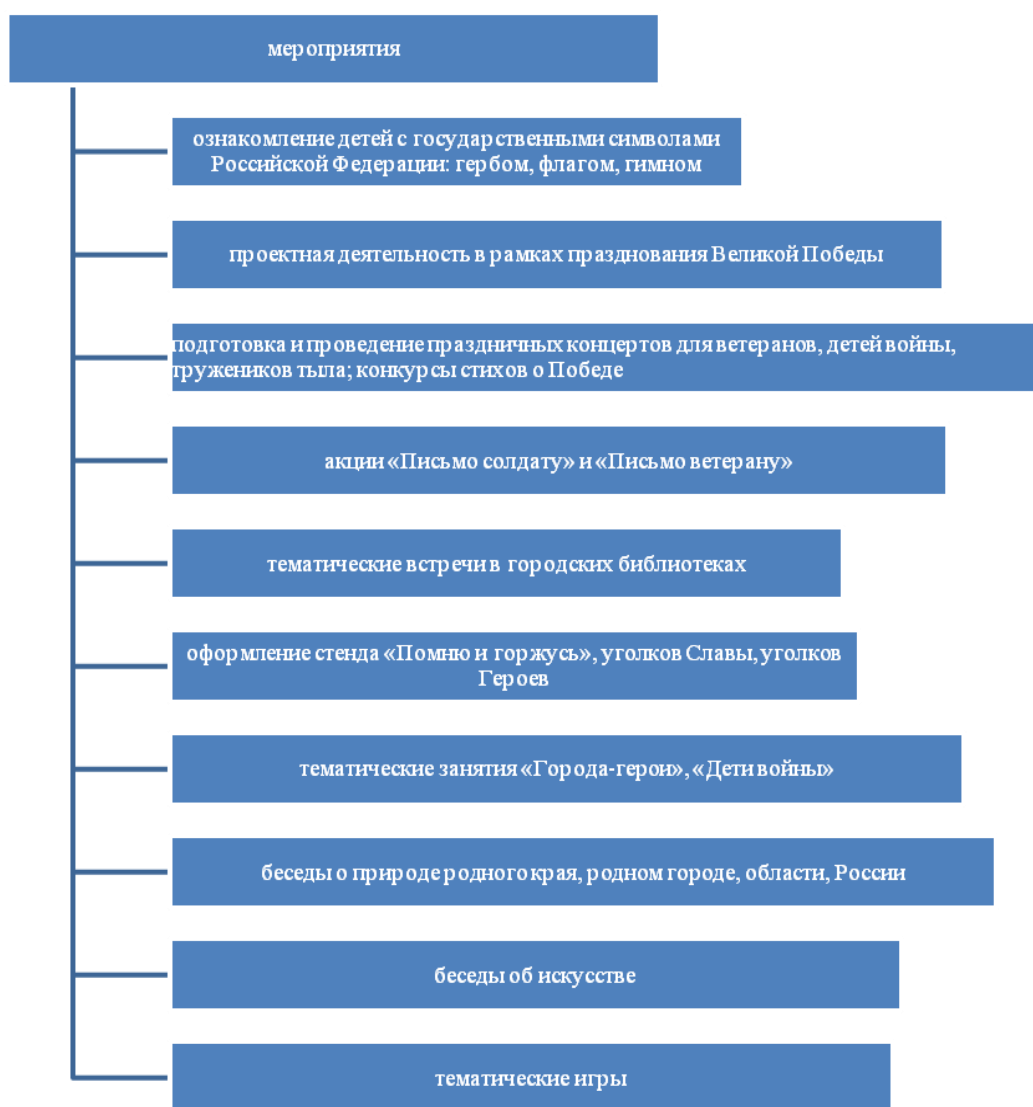 мероприятия
ознакомление детей с государственными символами
Российской Федерации: гербом, флагом, гимном
проектная деятельность в рамках празднования Великой Победы
подготовка и проведение праздничных концертов для ветеранов, детей войны,
тружеников тыла; конкурсы стихов о Победе
акции «Письмо солдату» и «Письмо ветерану»
тематические встречи в городских библиотеках
оформление стенда «Помню и горжусь», уголков Славы, уголков
Героев
тематические занятия «Города-герои», «Дети войны»
беседы о природе родного края, родном городе, области, России
беседы об искусстве
тематические игры